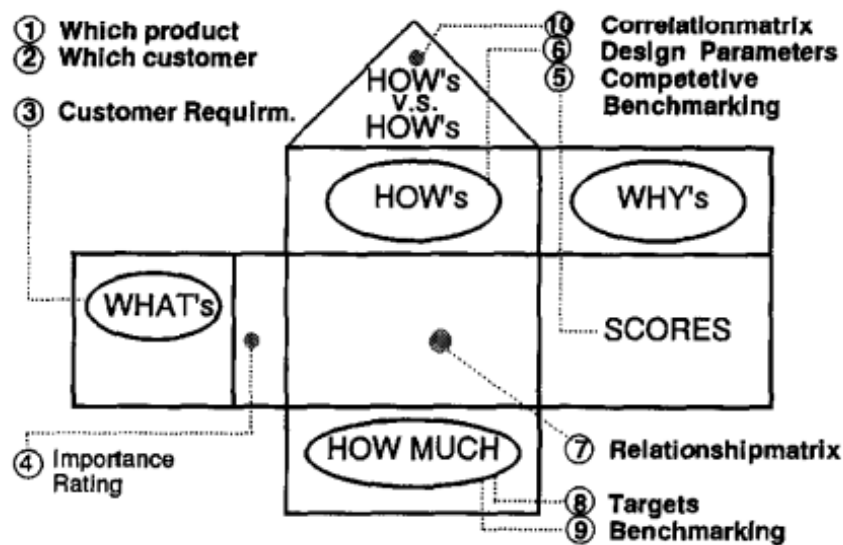 ① Which product
② Which customer
③ Customer Requirm.
⑩ Correlationmatrix
⑥ Design Parameters
⑤ Competetive
Benchmarking
HOW's
V.S.
HOW's
HOW's
WHY's
WHAT's
SCORES
HOW MUCH
④ Importance
Rating
⑦ Relationshipmatrix
⑧ Targets
⑨ Benchmarking